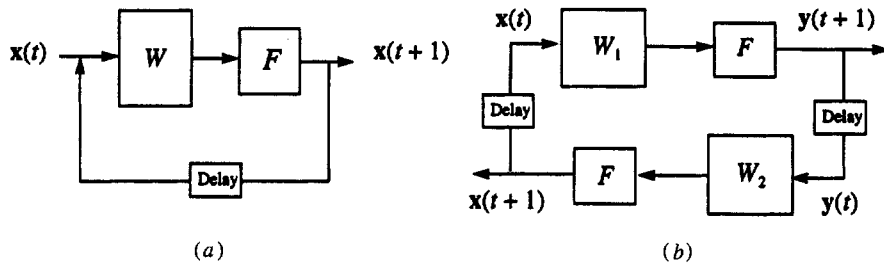 x(t) W F x(t + 1)
Delay
(a)
x(t) W₁ F y(t + 1)
Delay Delay
x(t + 1) F W₂ y(t)
(b)